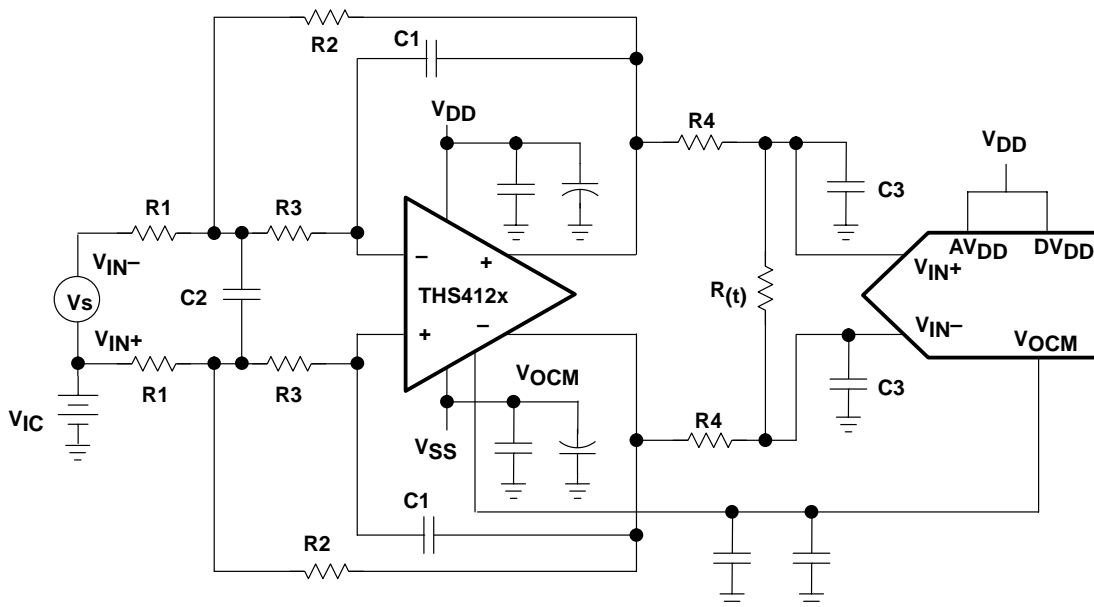 R2
C1
VDD
R4
VDD
C3
R1
R3
AVDD
DVDD
VIN−
−
+
VIN+
Vs
C2
THS412x
R(t)
VIN+
+
−
VIN−
VOCM
R1
R3
VOCM
C3
VIC
R4
VSS
C1
R2